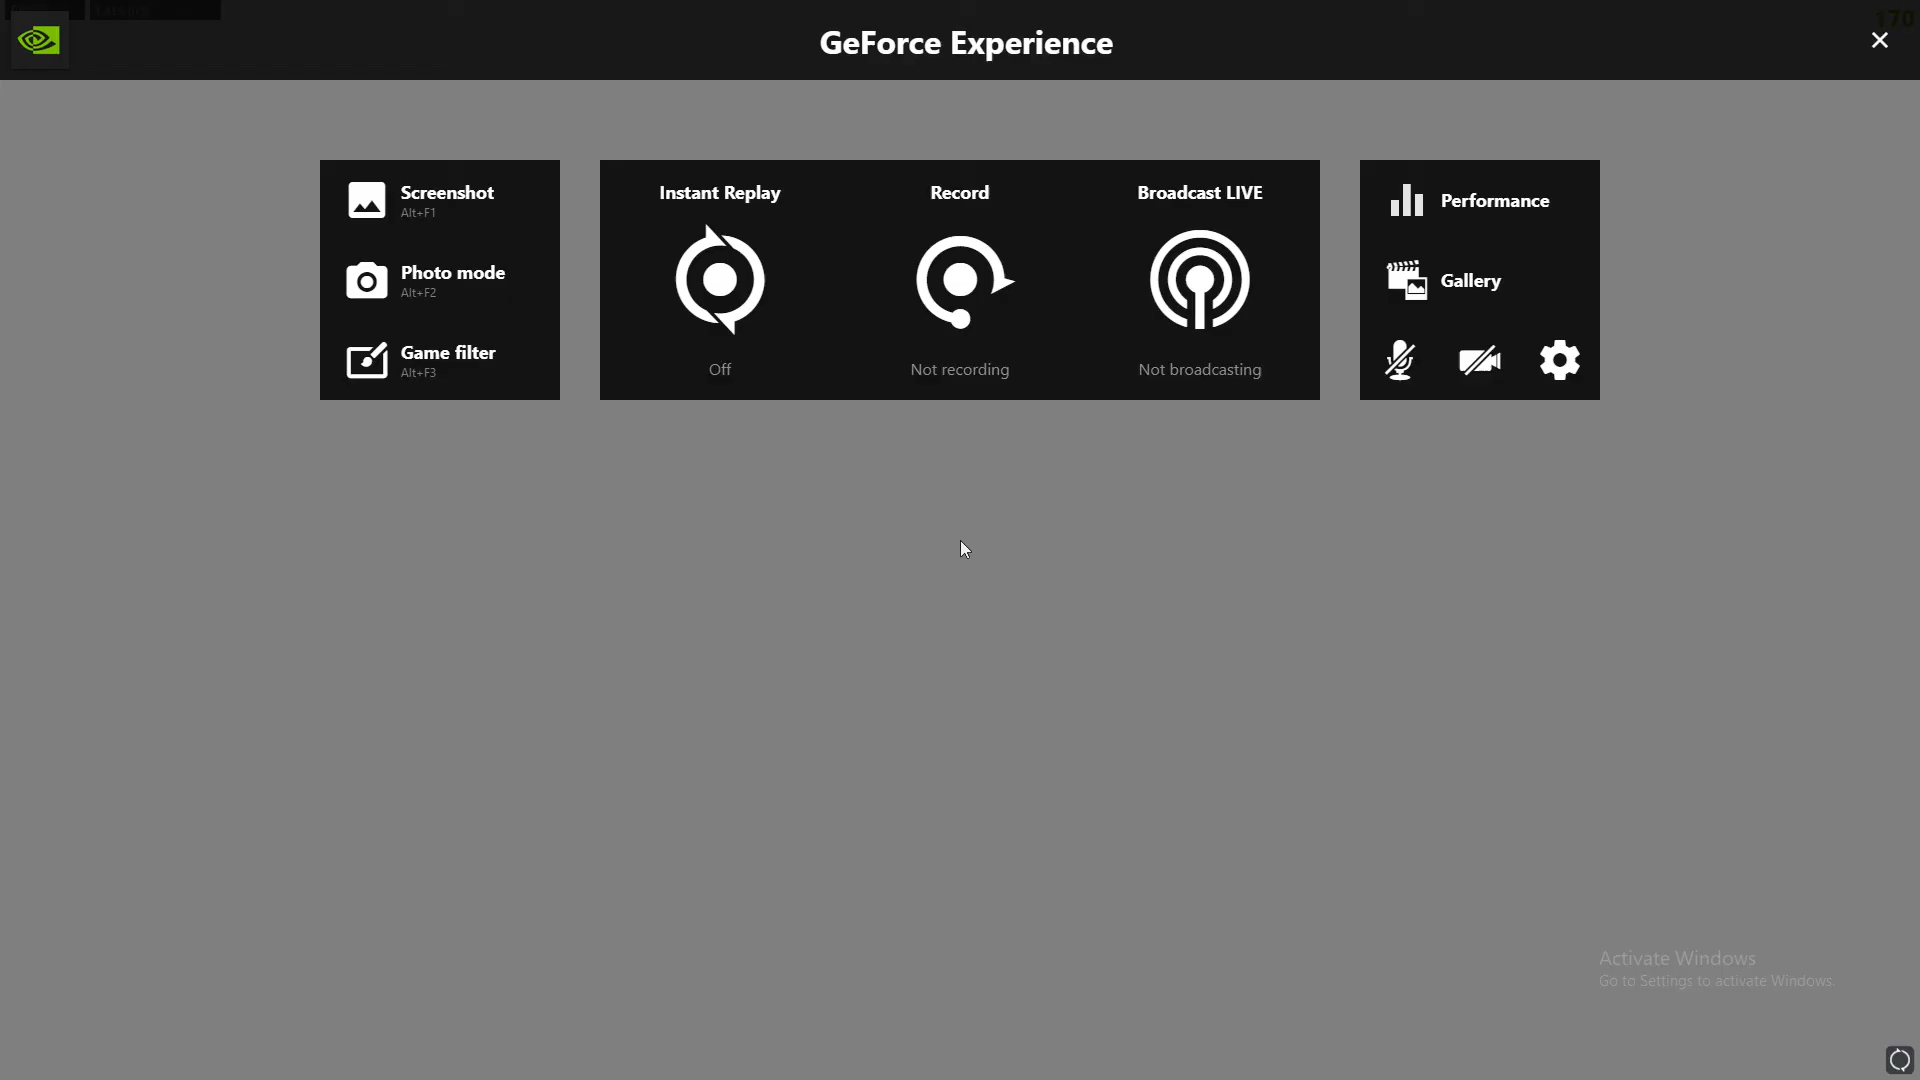 170
GeForce Experience
Screenshot
Alt+F1
Photo mode
Alt+F2
Game filter
Alt+F3
Instant Replay
Off
Record
Not recording
Broadcast LIVE
Not broadcasting
Performance
Gallery
Activate Windows
Go to Settings to activate Windows.